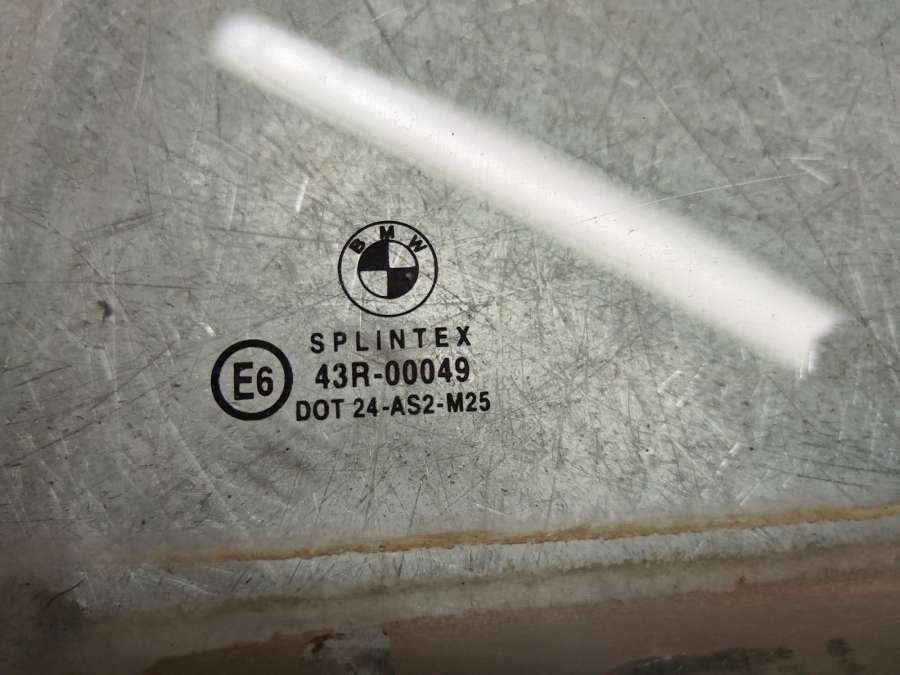 BMW
SPLINTEX
E6
43R-00049
DOT 24-AS2-M25